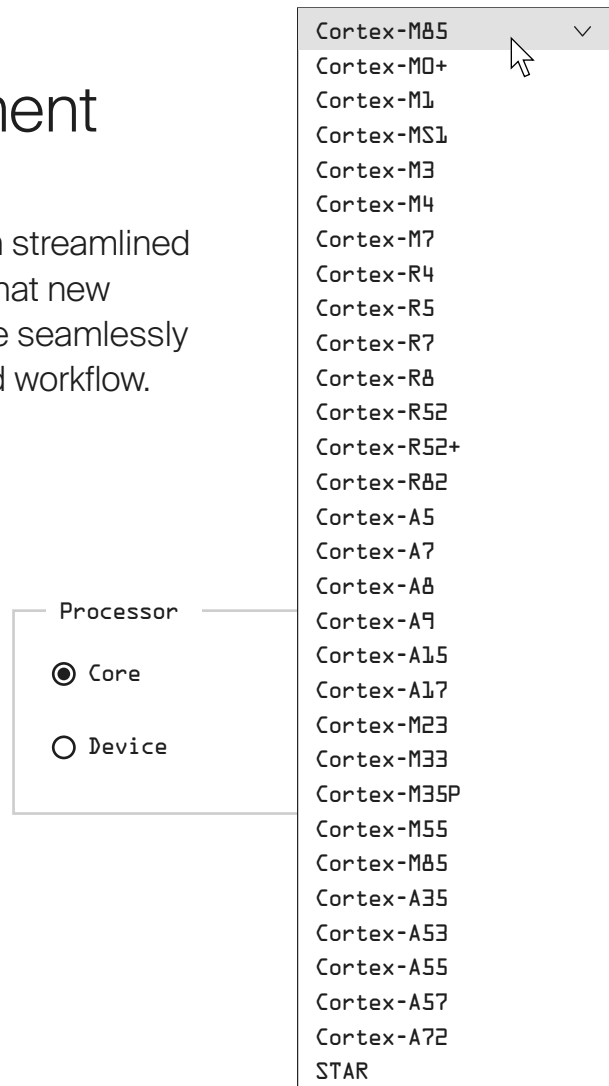 ment
streamlined
hat new
seamlessly
workflow.
Processor
Core
Device
Cortex-M85
Cortex-M0+
Cortex-M1
Cortex-MS1
Cortex-M3
Cortex-M4
Cortex-M7
Cortex-R4
Cortex-R5
Cortex-R7
Cortex-R8
Cortex-R52
Cortex-R52+
Cortex-R82
Cortex-A5
Cortex-A7
Cortex-A8
Cortex-A9
Cortex-A15
Cortex-A17
Cortex-M23
Cortex-M33
Cortex-M35P
Cortex-M55
Cortex-M85
Cortex-A35
Cortex-A53
Cortex-A55
Cortex-A57
Cortex-A72
STAR